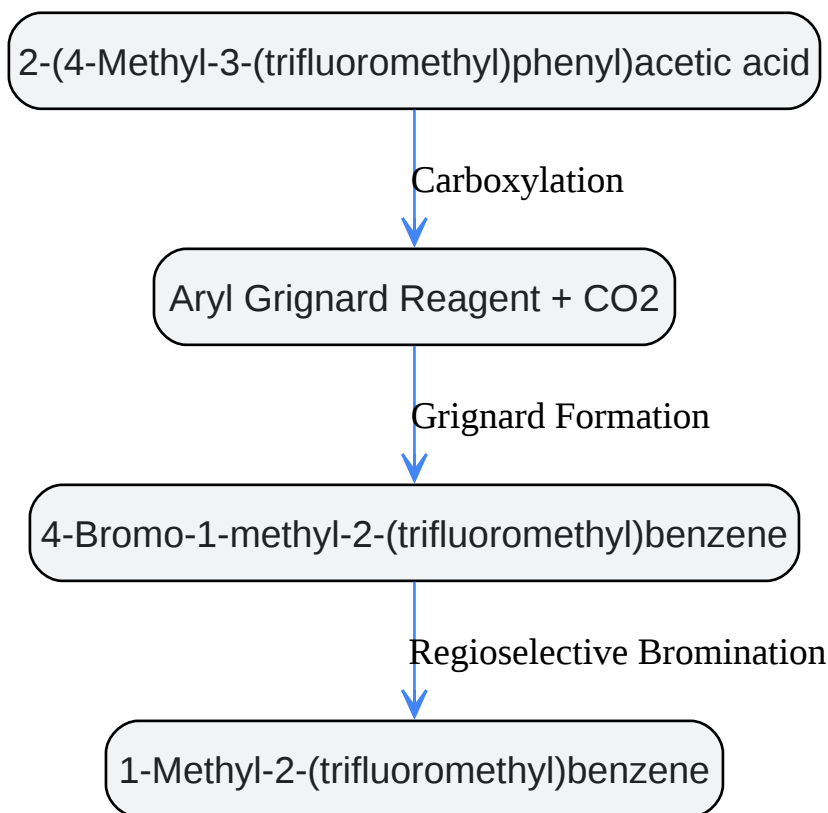 2-(4-Methyl-3-(trifluoromethyl)phenyl)acetic acid
Carboxylation
Aryl Grignard Reagent + CO2
Grignard Formation
4-Bromo-1-methyl-2-(trifluoromethyl)benzene
Regioselective Bromination
1-Methyl-2-(trifluoromethyl)benzene